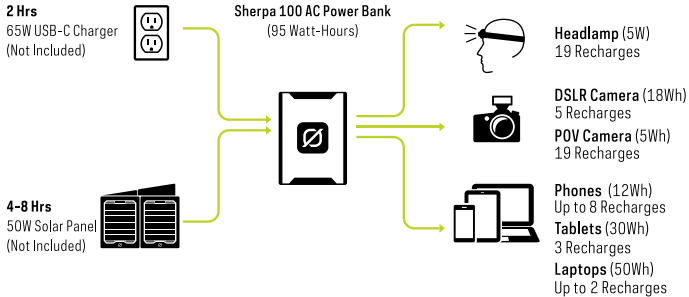 2 Hrs
65W USB-C Charger
(Not Included)
Sherpa 100 AC Power Bank
(95 Watt-Hours)
4-8 Hrs
50W Solar Panel
(Not Included)
Headlamp (5W)
19 Recharges
DSLR Camera (18Wh)
5 Recharges
POV Camera (5Wh)
19 Recharges
Phones (12Wh)
Up to 8 Recharges
Tablets (30Wh)
3 Recharges
Laptops (50Wh)
Up to 2 Recharges